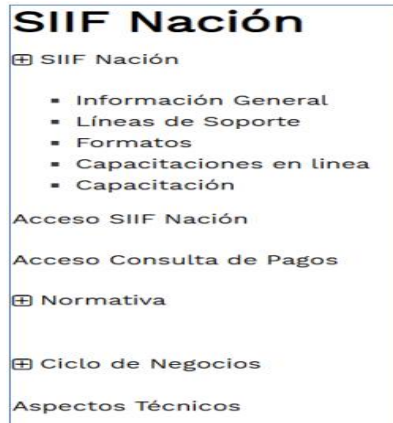 SIIF Nación
SIIF Nación
Información General
Líneas de Soporte
Formatos
Capacitaciones en linea
Capacitación
Acceso SIIF Nación
Acceso Consulta de Pagos
Normativa
Ciclo de Negocios
Aspectos Técnicos